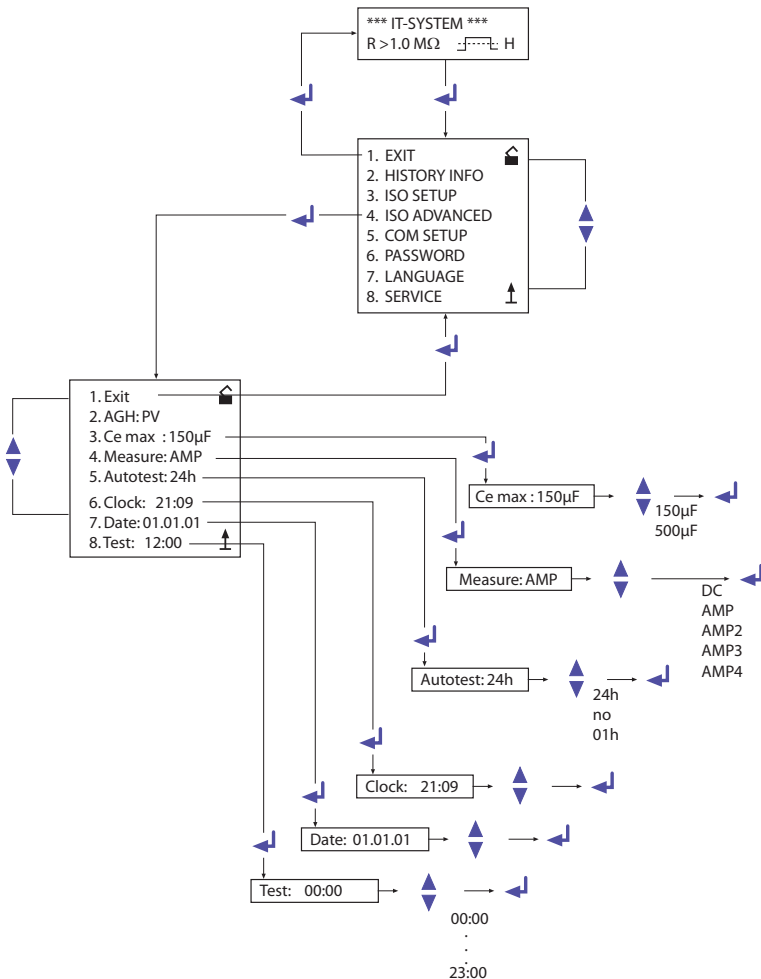 *** IT-SYSTEM ***
R >1.0 MΩ H
1. EXIT
2. HISTORY INFO
3. ISO SETUP
4. ISO ADVANCED
5. COM SETUP
6. PASSWORD
7. LANGUAGE
8. SERVICE
1. Exit
2. AGH: PV
3. Ce max : 150µF
4. Measure: AMP
5. Autotest: 24h
6. Clock: 21:09
7. Date: 01.01.01
8. Test: 12:00
Ce max : 150µF
150µF
500µF
Measure: AMP
DC
AMP
AMP2
AMP3
AMP4
Autotest: 24h
24h
no
01h
Clock: 21:09
Date: 01.01.01
Test: 00:00
00:00
.
.
.
23:00